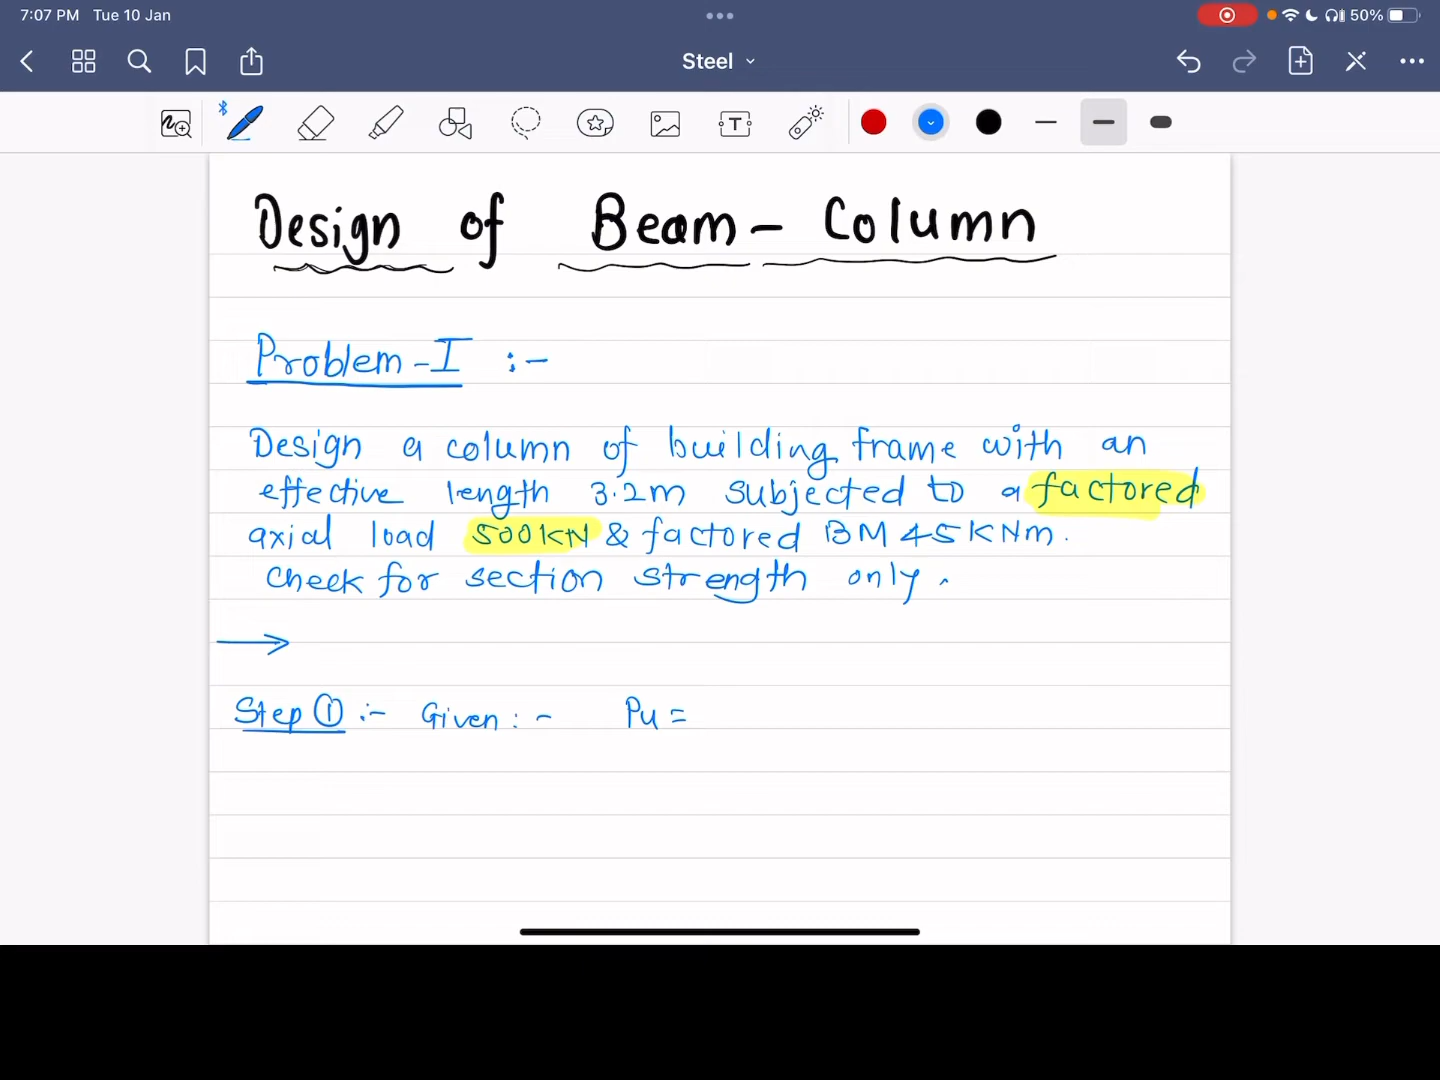 7:07 PM Tue 10 Jan
50%
Steel
T
Design of Beam - Column
Problem - I :-
Design a column of building frame with an
effective length 3.2m subjected to a factored
axial load 500KN & factored BM 45KNm.
Check for section strength only.
Step ① :- Given : - Pu =